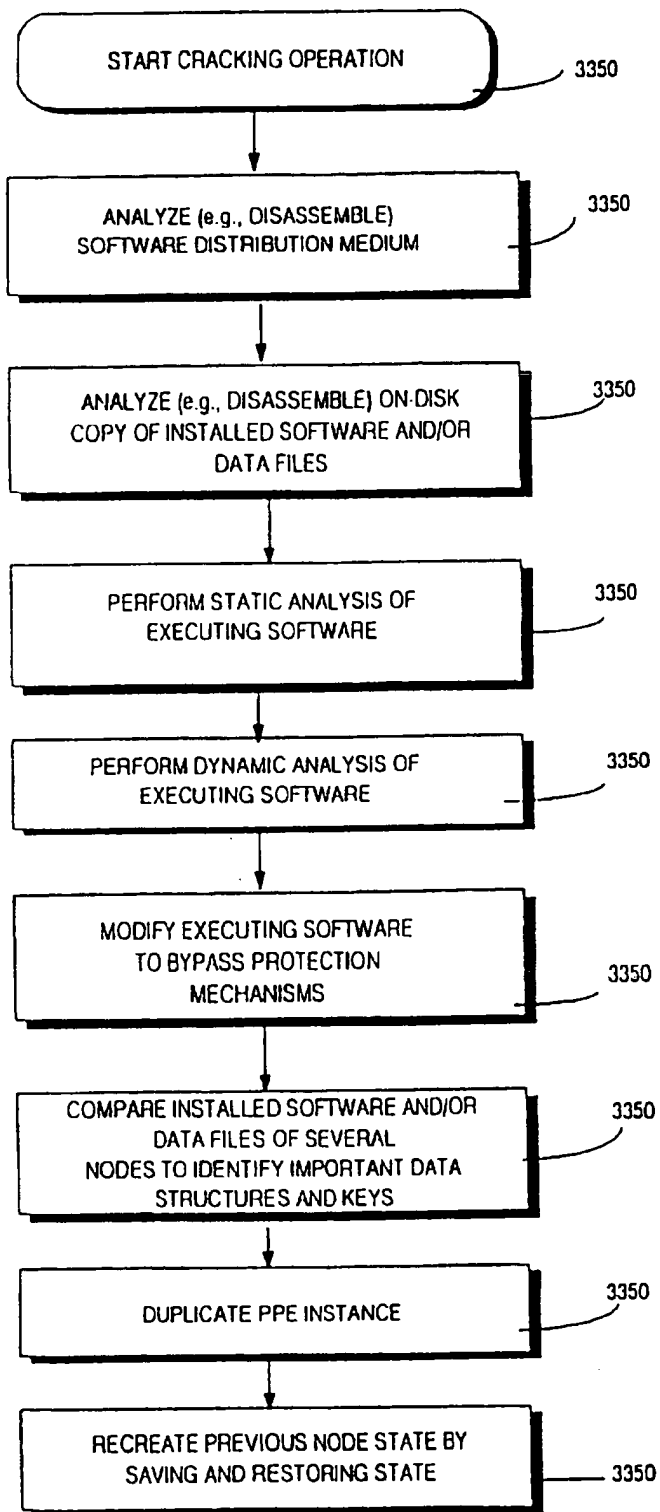 START CRACKING OPERATION
3350
ANALYZE (e.g., DISASSEMBLE)
SOFTWARE DISTRIBUTION MEDIUM
3350
ANALYZE (e.g., DISASSEMBLE) ON-DISK
COPY OF INSTALLED SOFTWARE AND/OR
DATA FILES
3350
PERFORM STATIC ANALYSIS OF
EXECUTING SOFTWARE
3350
PERFORM DYNAMIC ANALYSIS OF
EXECUTING SOFTWARE
3350
MODIFY EXECUTING SOFTWARE
TO BYPASS PROTECTION
MECHANISMS
3350
COMPARE INSTALLED SOFTWARE AND/OR
DATA FILES OF SEVERAL
NODES TO IDENTIFY IMPORTANT DATA
STRUCTURES AND KEYS
3350
DUPLICATE PPE INSTANCE
3350
RECREATE PREVIOUS NODE STATE BY
SAVING AND RESTORING STATE
3350